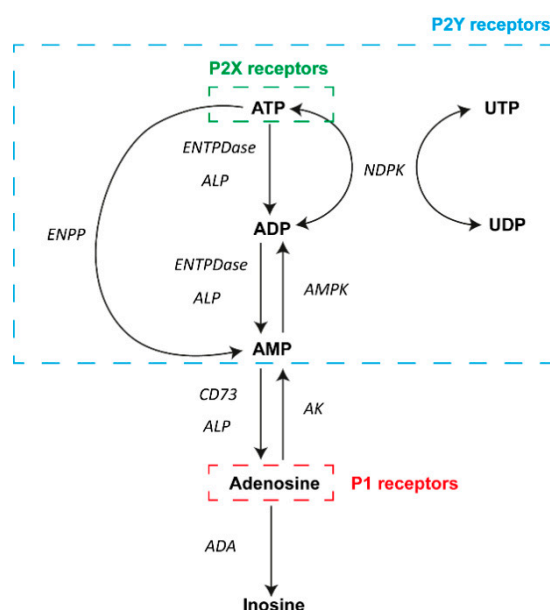 P2Y receptors
P2X receptors
ATP
UTP
ENTPDase
ALP
NDPK
ENPP
ADP
UDP
ENTPDase
ALP
AMPK
AMP
CD73
ALP
AK
Adenosine
P1 receptors
ADA
Inosine